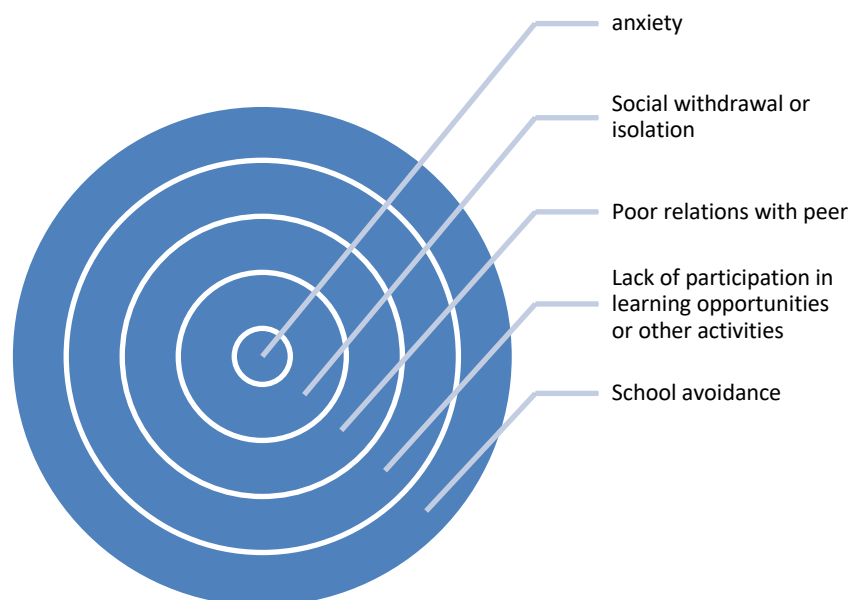 anxiety
Social withdrawal or
isolation
Poor relations with peer
Lack of participation in
learning opportunities
or other activities
School avoidance